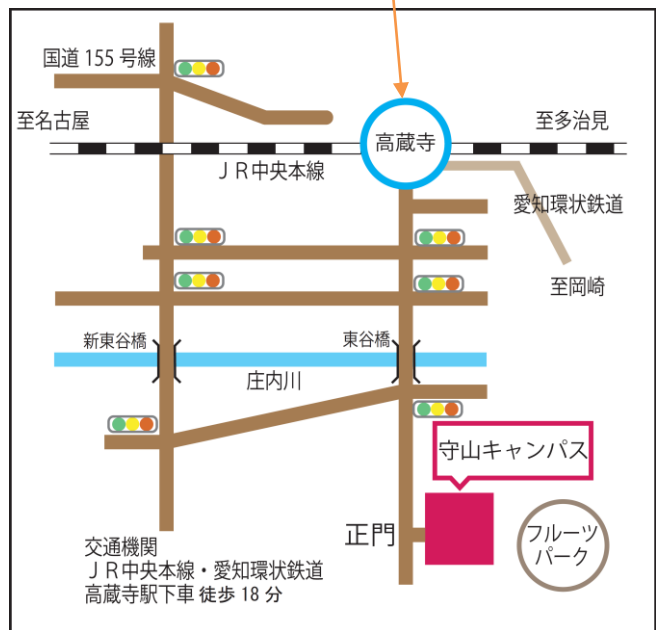 国道 155 号線
至名古屋
高蔵寺
至多治見
ＪＲ中央本線
愛知環状鉄道
至岡崎
新東谷橋
東谷橋
庄内川
守山キャンパス
正門
フルーツ
パーク
交通機関
ＪＲ中央本線・愛知環状鉄道
高蔵寺駅下車 徒歩 18 分